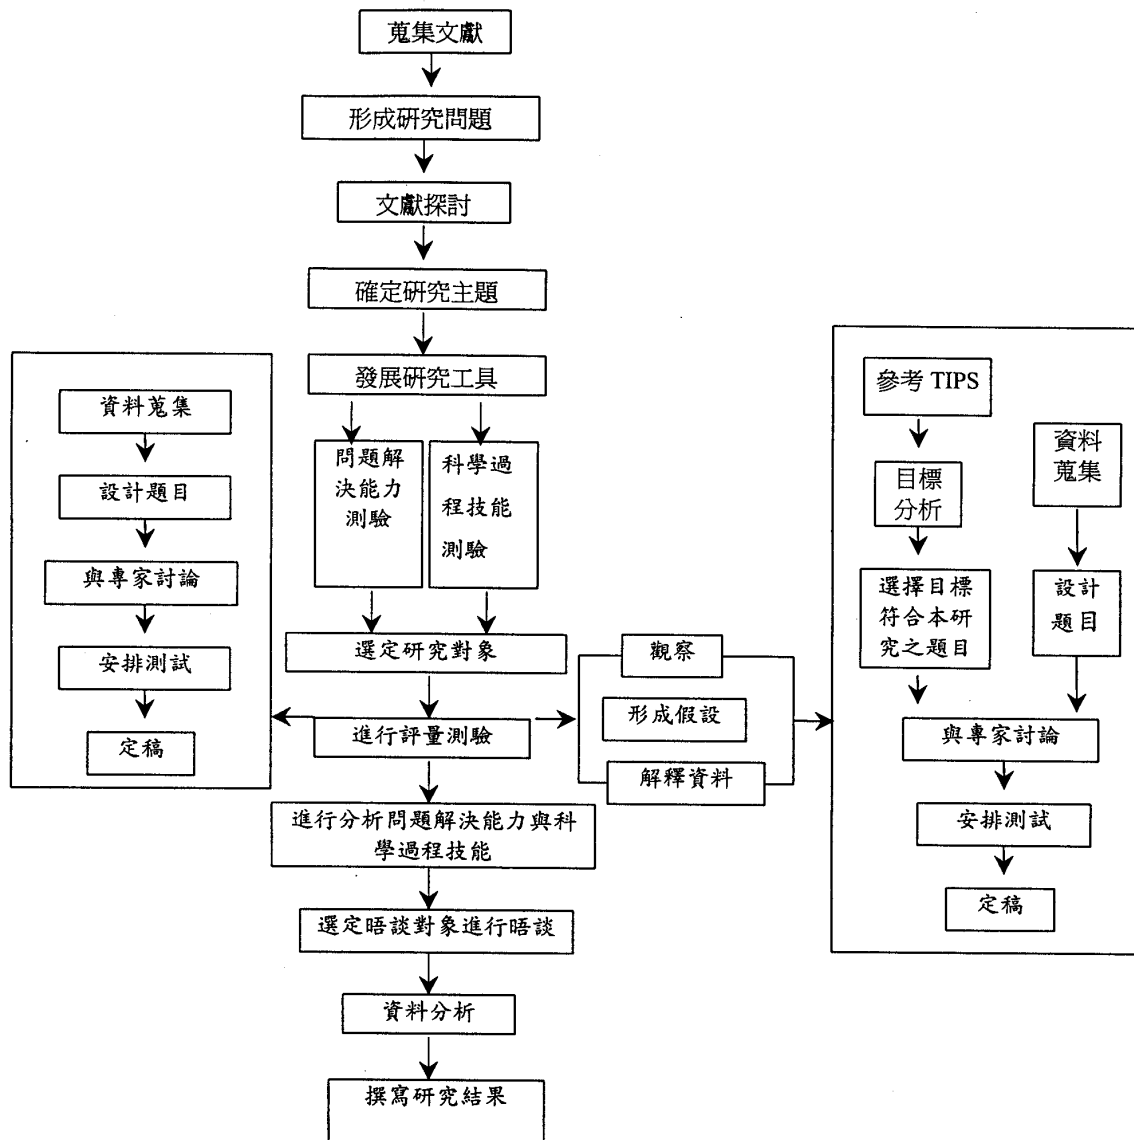 蒐集文獻
形成研究問題
文獻探討
確定研究主題
發展研究工具
問題解
決能力
測驗
科學過
程技能
測驗
選定研究對象
進行評量測驗
進行分析問題解決能力與科
學過程技能
選定晤談對象進行晤談
資料分析
撰寫研究結果
資料蒐集
設計題目
與專家討論
安排測試
定稿
觀察
形成假設
解釋資料
參考 TIPS
目標
分析
選擇目標
符合本研
究之題目
資料
蒐集
設計
題目
與專家討論
安排測試
定稿